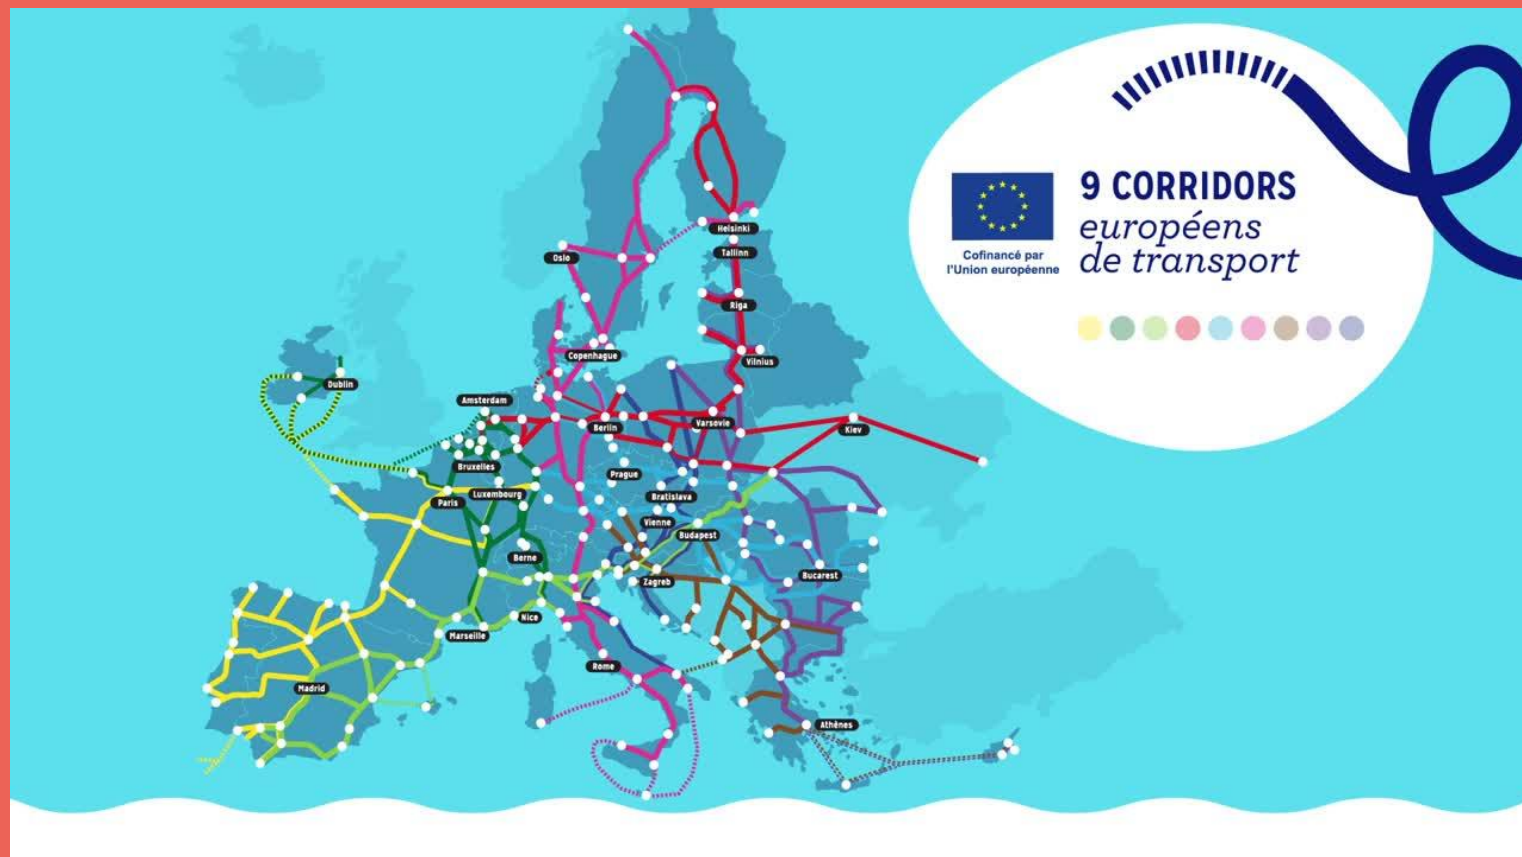 9 CORRIDORS
européens
de transport
Cofinancé par
l'Union européenne
Helsinki
Tallinn
Oslo
Riga
Copenhague
Vilnius
Dublin
Amsterdam
Berlin
Varsovie
Kiev
Bruxelles
Prague
Luxembourg
Paris
Bratislava
Vienne
Budapest
Berne
Bucarest
Zagreb
Nice
Marseille
Rome
Madrid
Athènes